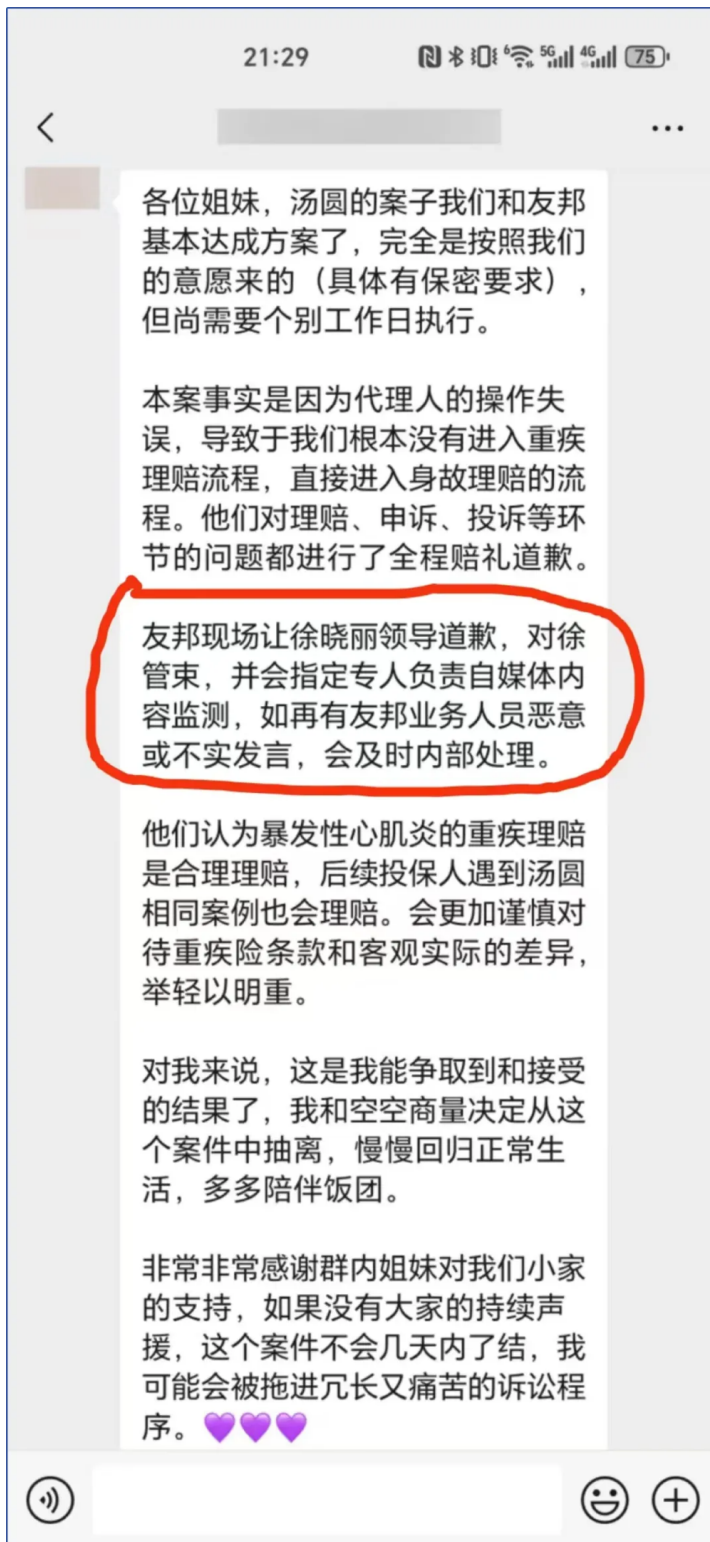 21:29
6 5G 4G 75
各位姐妹，汤圆的案子我们和友邦
基本达成方案了，完全是按照我们
的意愿来的（具体有保密要求），
但尚需要个别工作日执行。
本案事实是因为代理人的操作失
误，导致于我们根本没有进入重疾
理赔流程，直接进入身故理赔的流
程。他们对理赔、申诉、投诉等环
节的问题都进行了全程赔礼道歉。
友邦现场让徐晓丽领导道歉，对徐
管束，并会指定专人负责自媒体内
容监测，如再有友邦业务人员恶意
或不实发言，会及时内部处理。
他们认为暴发性心肌炎的重疾理赔
是合理理赔，后续投保人遇到汤圆
相同案例也会理赔。会更加谨慎对
待重疾险条款和客观实际的差异，
举轻以明重。
对我来说，这是我能争取到和接受
的结果了，我和空空商量决定从这
个案件中抽离，慢慢回归正常生
活，多多陪伴饭团。
非常非常感谢群内姐妹对我们小家
的支持，如果没有大家的持续声
援，这个案件不会几天内了结，我
可能会被拖进冗长又痛苦的诉讼程
序。💜💜💜